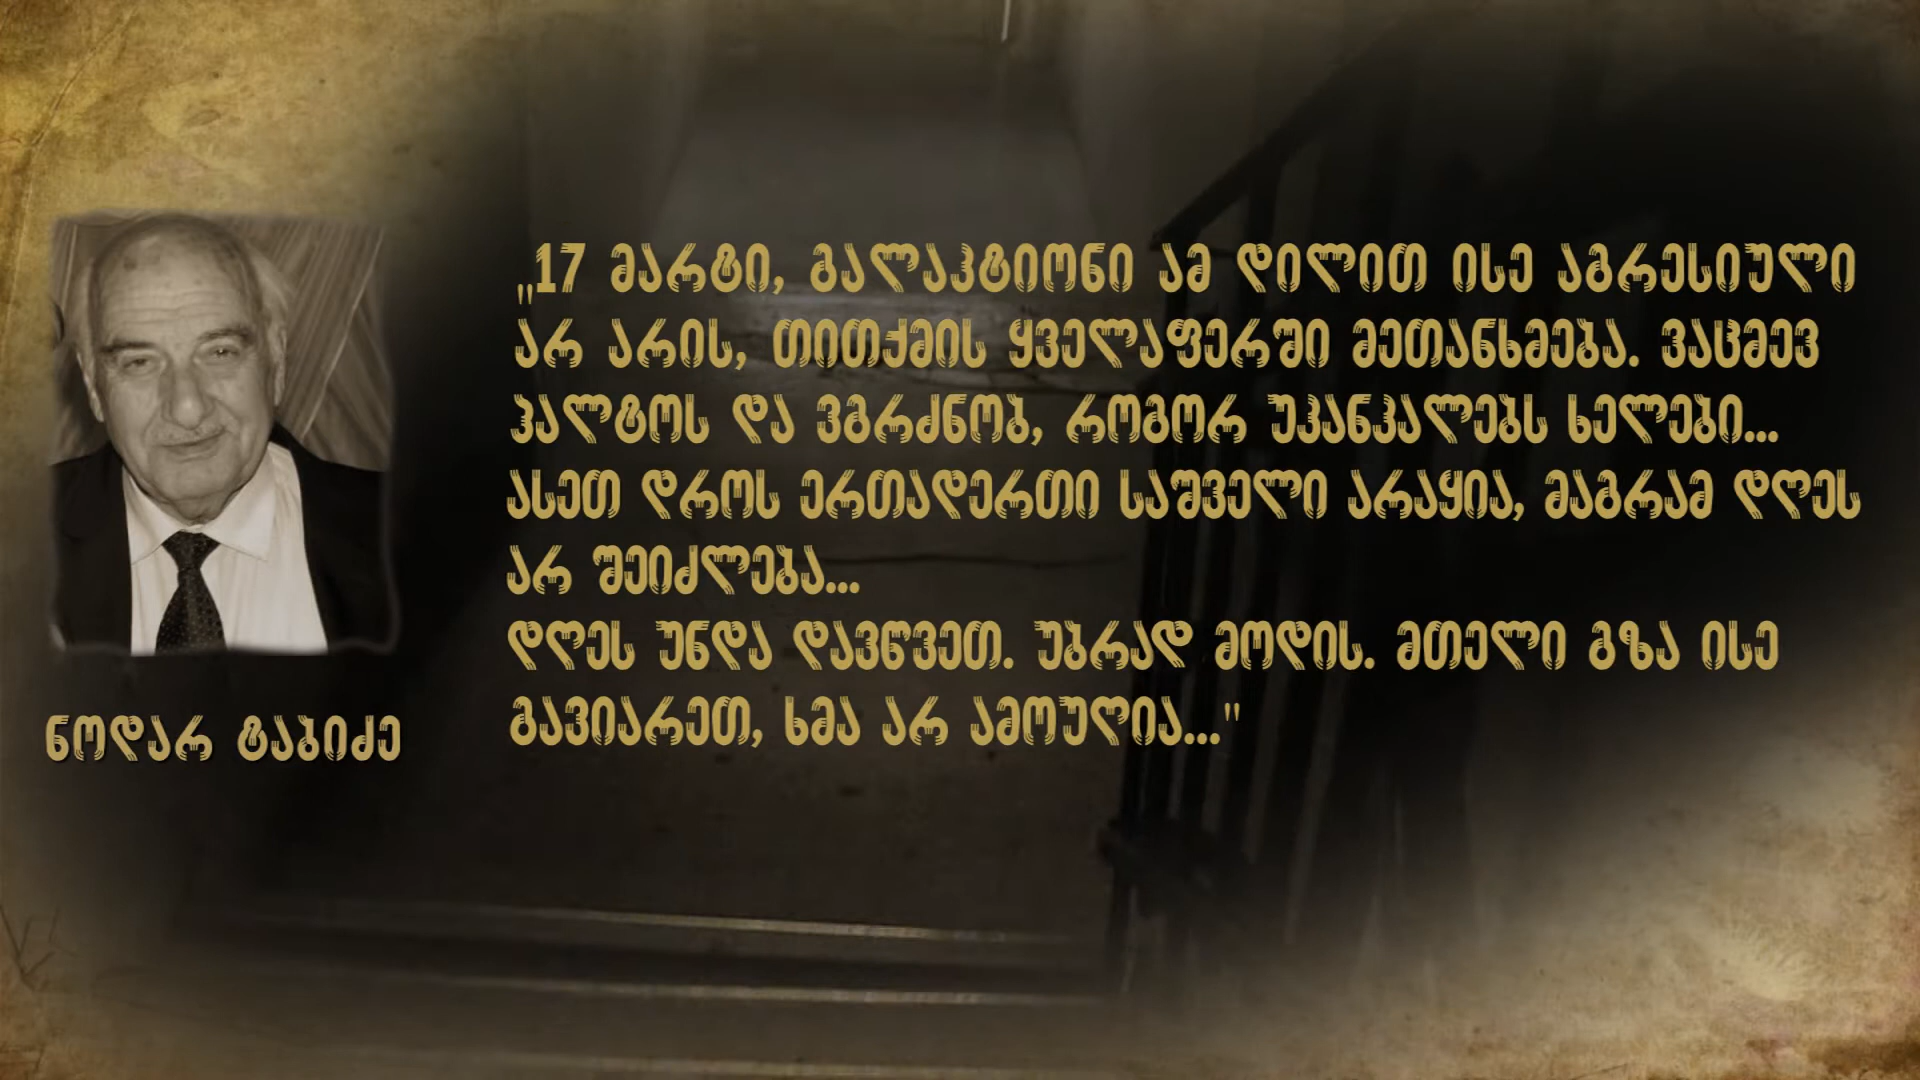 „17 მარტი, გალაკტიონი ამ დილით ისე აგრესიული
არ არის, თითქმის ყველაფერში მეთანხმება. ვაცმევ
პალტოს და ვგრძნობ, როგორ უკანკალებს ხელები...
ასეთ დროს ერთადერთი საშველი არაყია, მაგრამ დღეს
არ შეიძლება...
დღეს უნდა დავწვეთ. უბრად მოდის. მთელი გზა ისე
გავიარეთ, ხმა არ ამოუღია..."
ნოდარ ტაბიძე